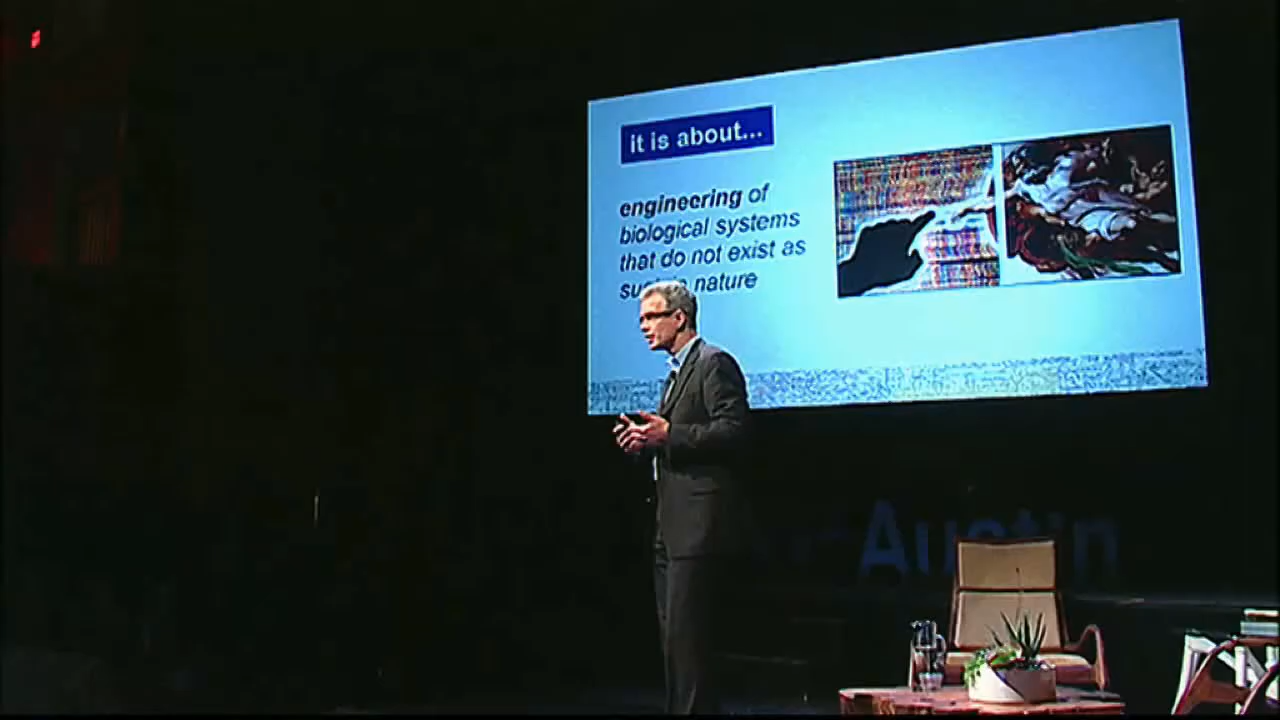 it is about...
engineering of
biological systems
that do not exist as
nature
Austin